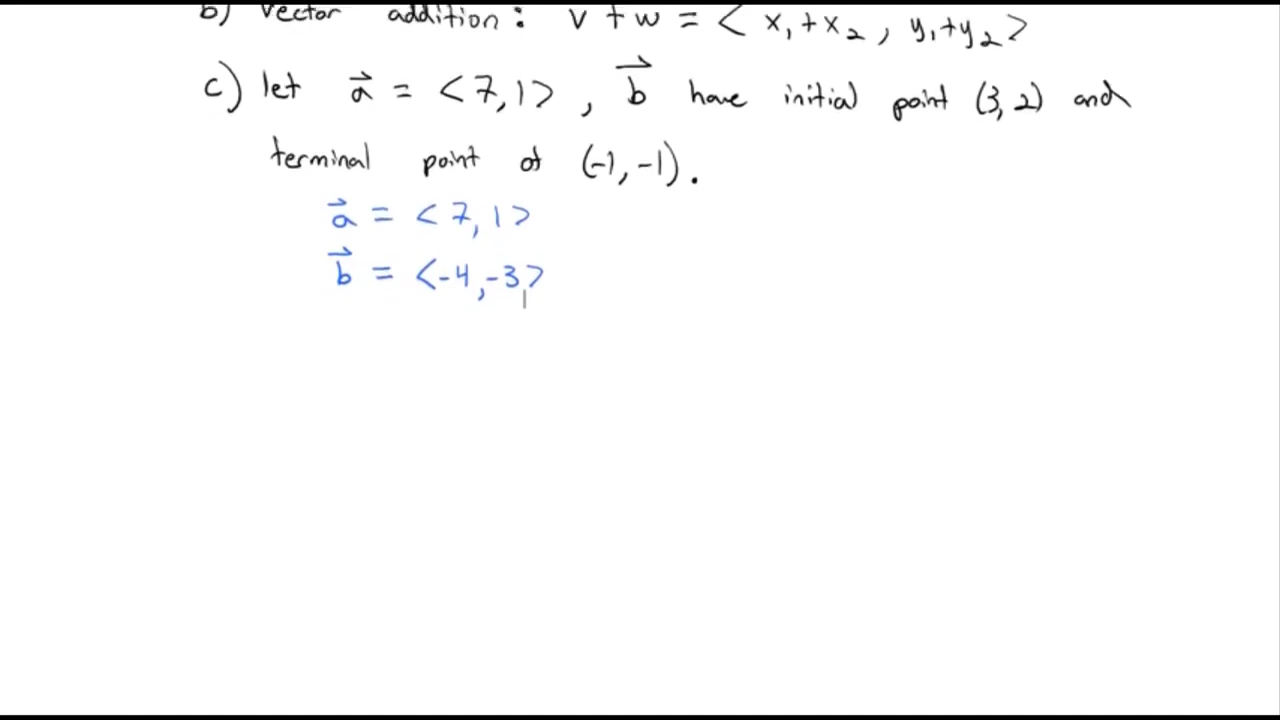 b) Vector addition: v + w = < x₁+x₂, y₁+y₂>
c) let a⃗ = <7,1>, b⃗ have initial point (3,2) and
terminal point of (-1,-1).
a⃗ = <7,1>
b⃗ = <-4,-3>